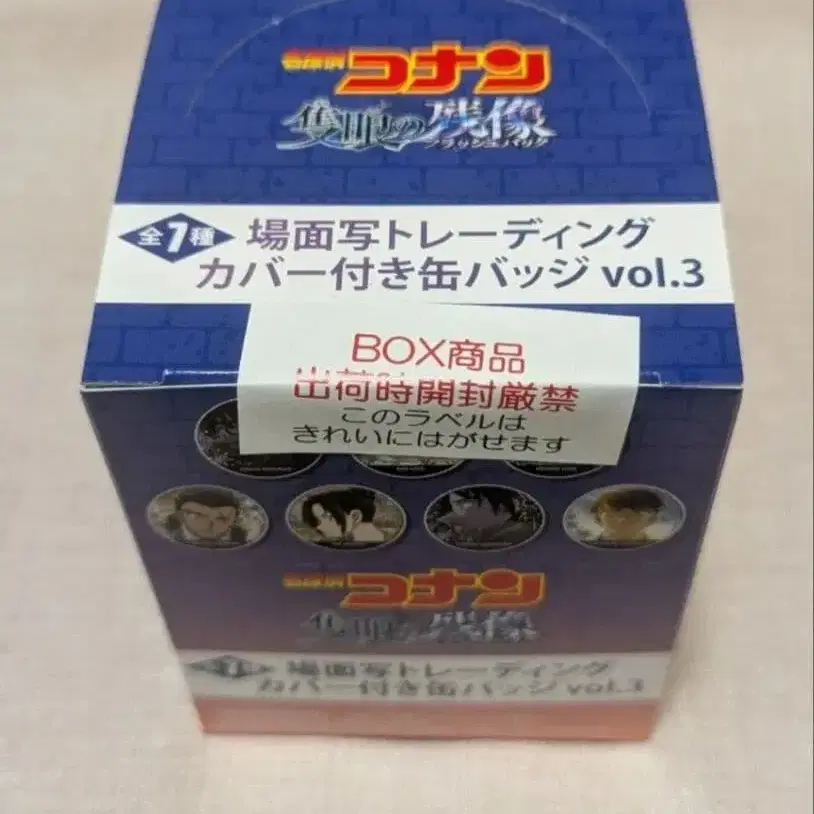 名探偵コナン
隻眼の残像
フラッシュバック
全7種
場面写トレーディング
カバー付き缶バッジ vol.3
BOX商品
出荷時開封厳禁
このラベルは
きれいにはがせます
名探偵コナン
隻眼の残像
場面写トレーディング
カバー付き缶バッジ vol.3